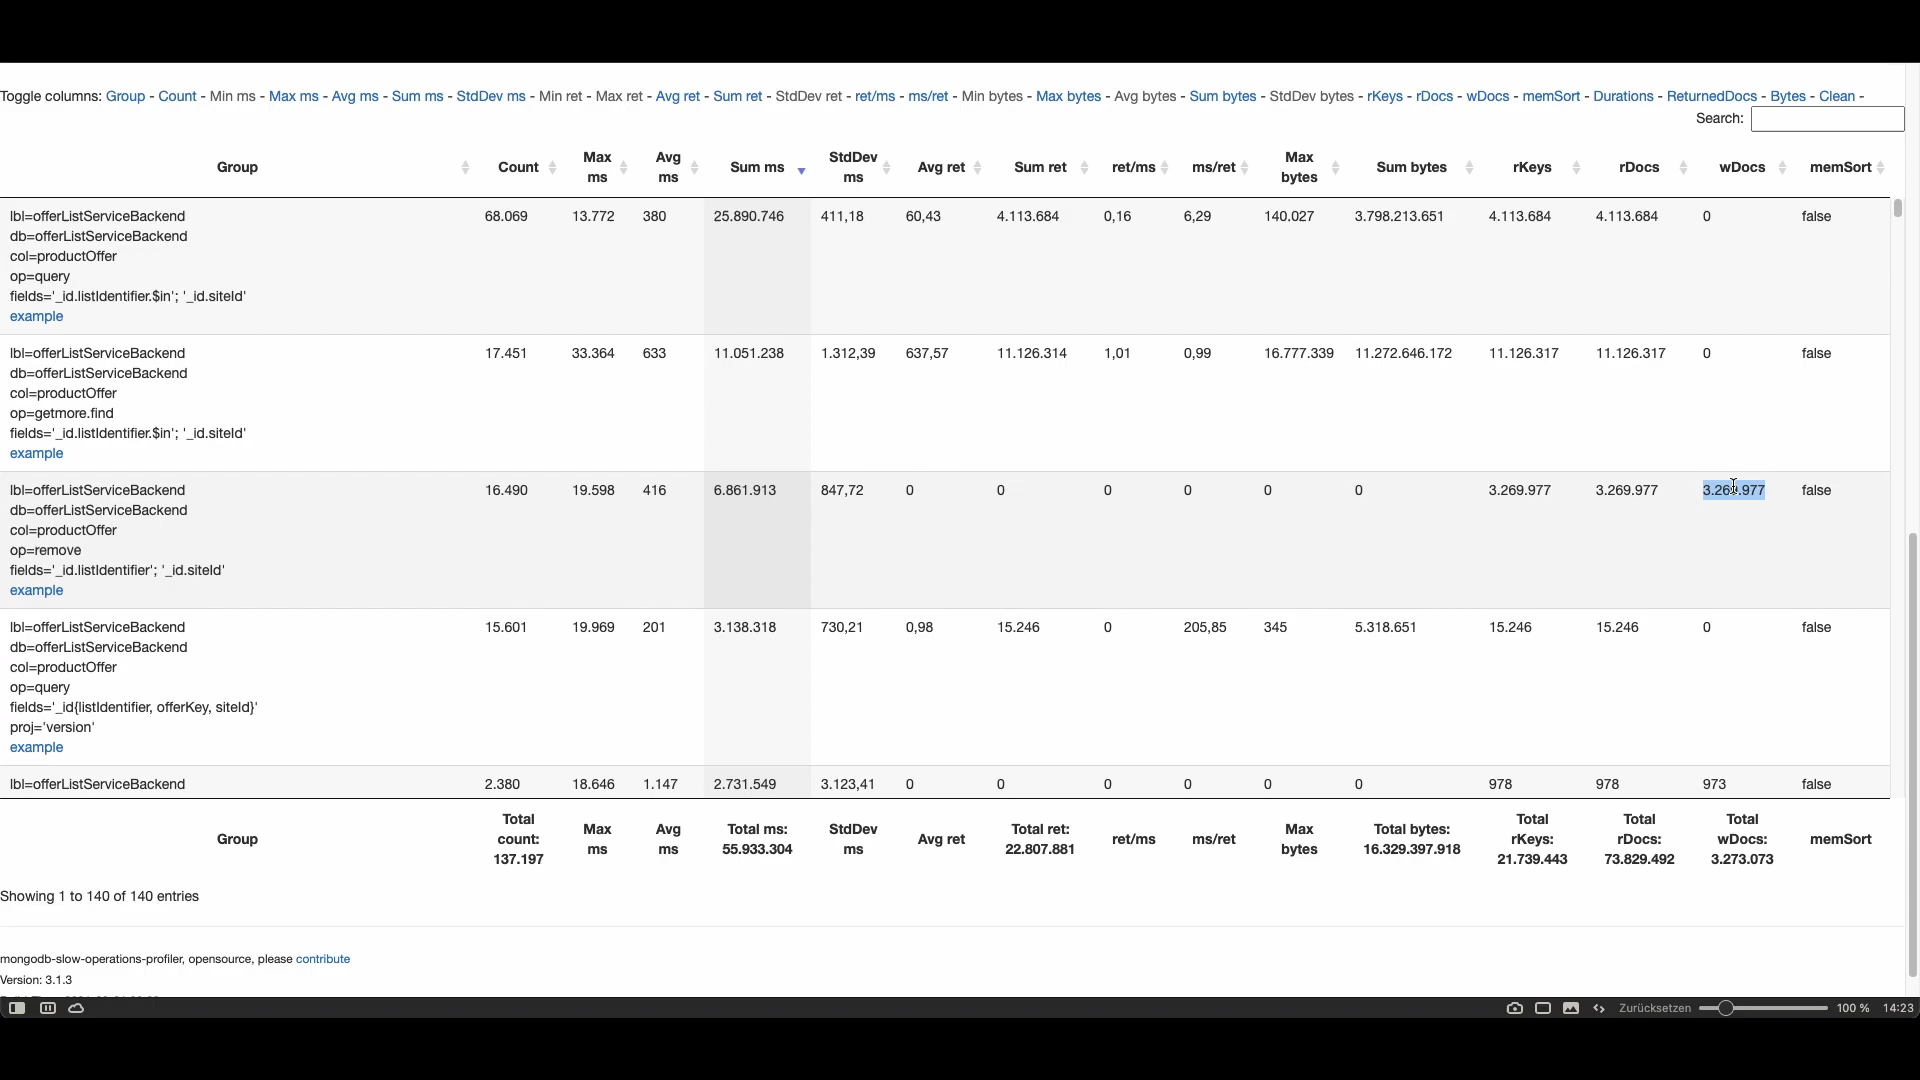 Toggle columns: Group - Count - Min ms - Max ms - Avg ms - Sum ms - StdDev ms - Min ret - Max ret - Avg ret - Sum ret - StdDev ret - ret/ms - ms/ret - Min bytes - Max bytes - Avg bytes - Sum bytes - StdDev bytes - rKeys - rDocs - wDocs - memSort - Durations - ReturnedDocs - Bytes - Clean -
Search:
Group Count Max ms Avg ms Sum ms StdDev ms Avg ret Sum ret ret/ms ms/ret Max bytes Sum bytes rKeys rDocs wDocs memSort
lbl=offerListServiceBackend 68.069 13.772 380 25.890.746 411,18 60,43 4.113.684 0,16 6,29 140.027 3.798.213.651 4.113.684 4.113.684 0 false
db=offerListServiceBackend
col=productOffer
op=query
fields='_id.listIdentifier.$in'; '_id.siteId'
example
lbl=offerListServiceBackend 17.451 33.364 633 11.051.238 1.312,39 637,57 11.126.314 1,01 0,99 16.777.339 11.272.646.172 11.126.317 11.126.317 0 false
db=offerListServiceBackend
col=productOffer
op=getmore.find
fields='_id.listIdentifier.$in'; '_id.siteId'
example
lbl=offerListServiceBackend 16.490 19.598 416 6.861.913 847,72 0 0 0 0 0 0 3.269.977 3.269.977 3.269.977 false
db=offerListServiceBackend
col=productOffer
op=remove
fields='_id.listIdentifier'; '_id.siteId'
example
lbl=offerListServiceBackend 15.601 19.969 201 3.138.318 730,21 0,98 15.246 0 205,85 345 5.318.651 15.246 15.246 0 false
db=offerListServiceBackend
col=productOffer
op=query
fields='_id{listIdentifier, offerKey, siteId}'
proj='version'
example
lbl=offerListServiceBackend 2.380 18.646 1.147 2.731.549 3.123,41 0 0 0 0 0 0 978 978 973 false
Group Total count: 137.197 Max ms Avg ms Total ms: 55.933.304 StdDev ms Avg ret Total ret: 22.807.881 ret/ms ms/ret Max bytes Total bytes: 16.329.397.918 Total rKeys: 21.739.443 Total rDocs: 73.829.492 Total wDocs: 3.273.073 memSort
Showing 1 to 140 of 140 entries
mongodb-slow-operations-profiler, opensource, please contribute
Version: 3.1.3
Zurücksetzen 100 % 14:23